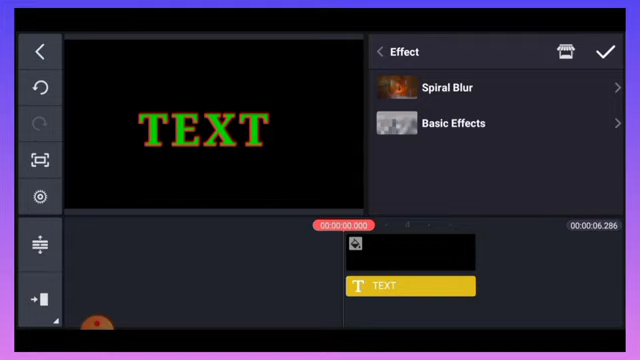 Effect
Spiral Blur
TEXT
Basic Effects
00:00:00.000
00:00:06.286
T TEXT